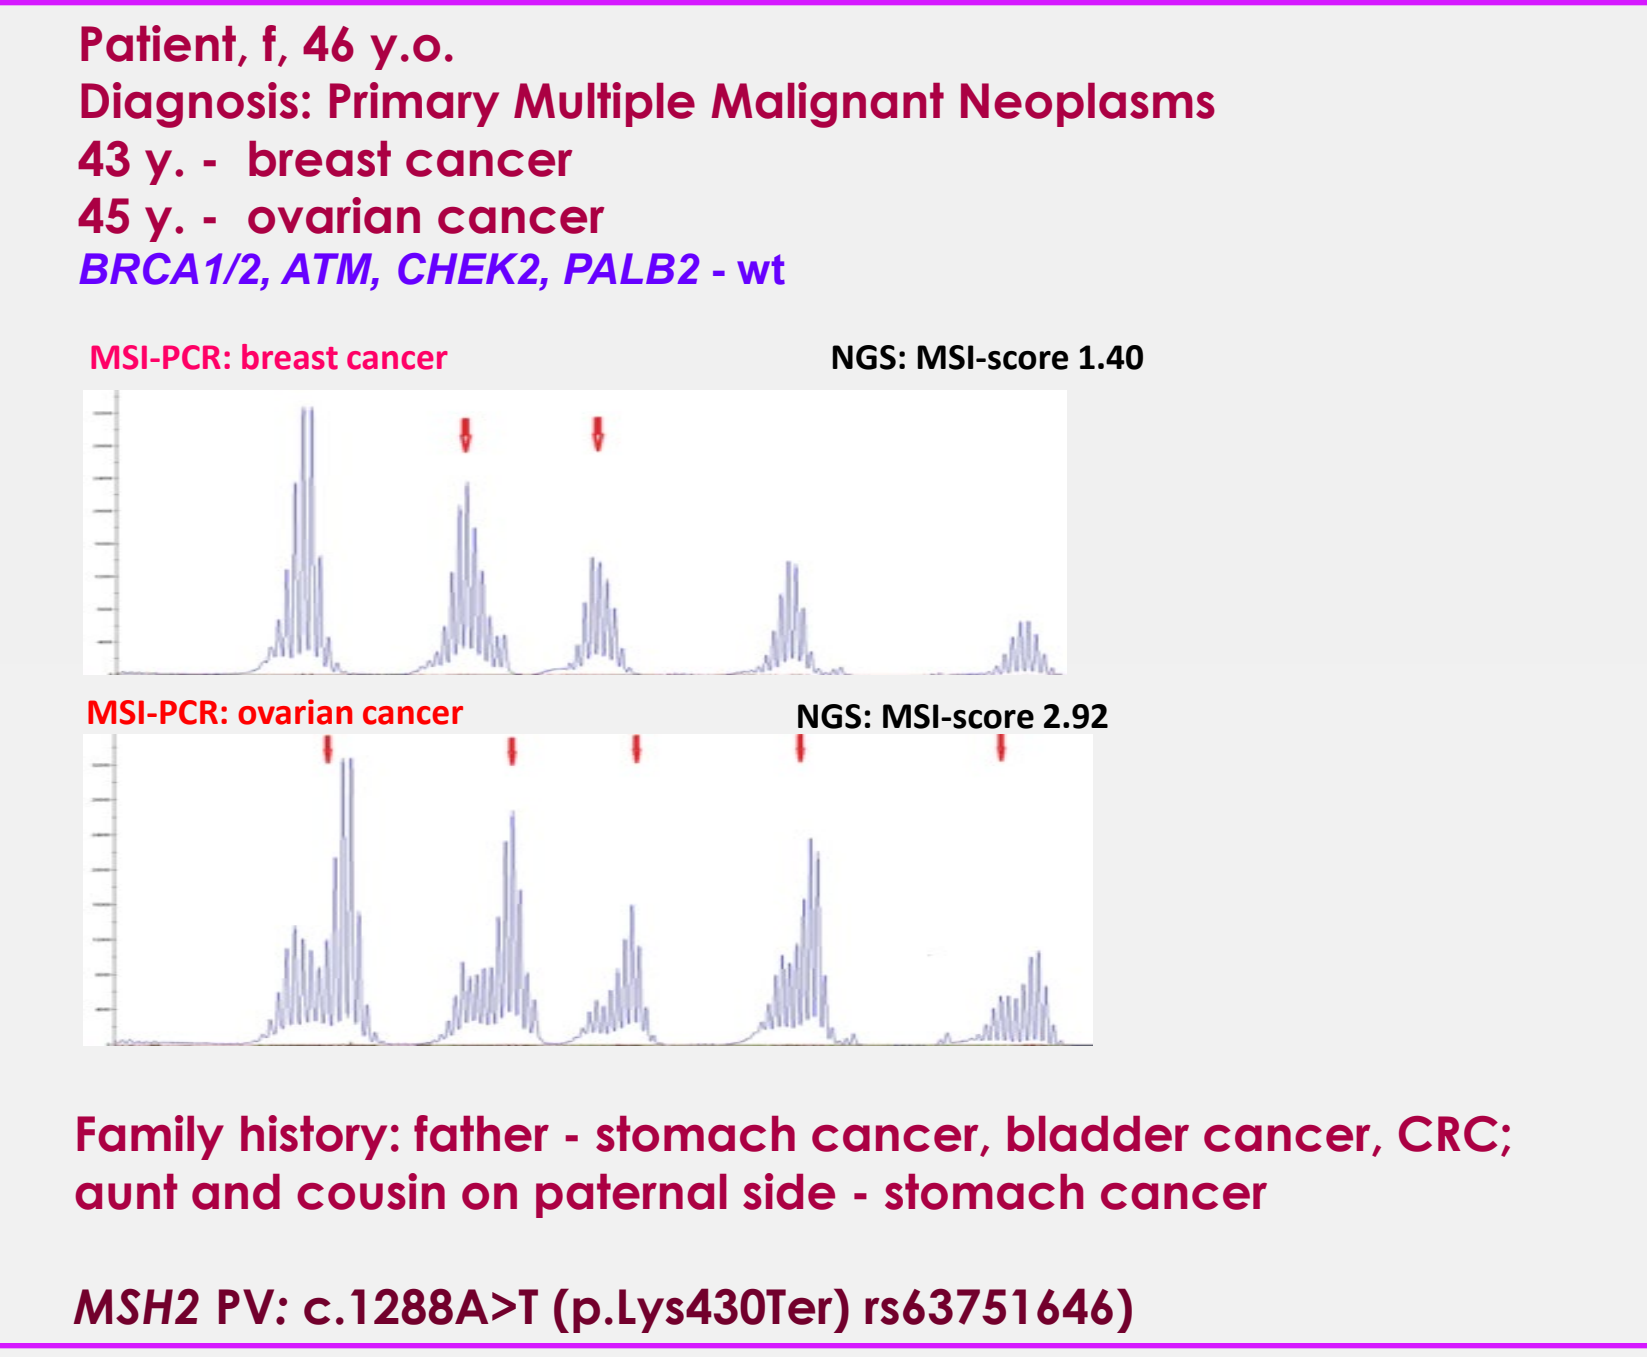 Patient, f, 46 y.o.
Diagnosis: Primary Multiple Malignant Neoplasms
43 y. - breast cancer
45 y. - ovarian cancer
BRCA1/2, ATM, CHEK2, PALB2 - wt
MSI-PCR: breast cancer
NGS: MSI-score 1.40
MSI-PCR: ovarian cancer
NGS: MSI-score 2.92
Family history: father - stomach cancer, bladder cancer, CRC;
aunt and cousin on paternal side - stomach cancer
MSH2 PV: c.1288A>T (p.Lys430Ter) rs63751646)